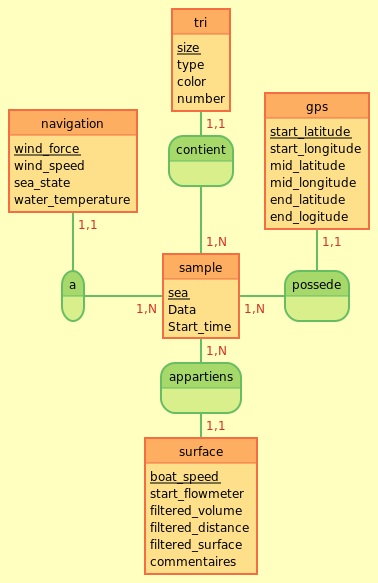 tri
size
type
color
number
1,1
contient
1,N
navigation
wind_force
wind_speed
sea_state
water_temperature
1,1
a
1,N
gps
start_latitude
start_longitude
mid_latitude
mid_longitude
end_latitude
end_logitude
1,1
possede
1,N
sample
sea
Data
Start_time
1,N
appartiens
1,1
surface
boat_speed
start_flowmeter
filtered_volume
filtered_distance
filtered_surface
commentaires